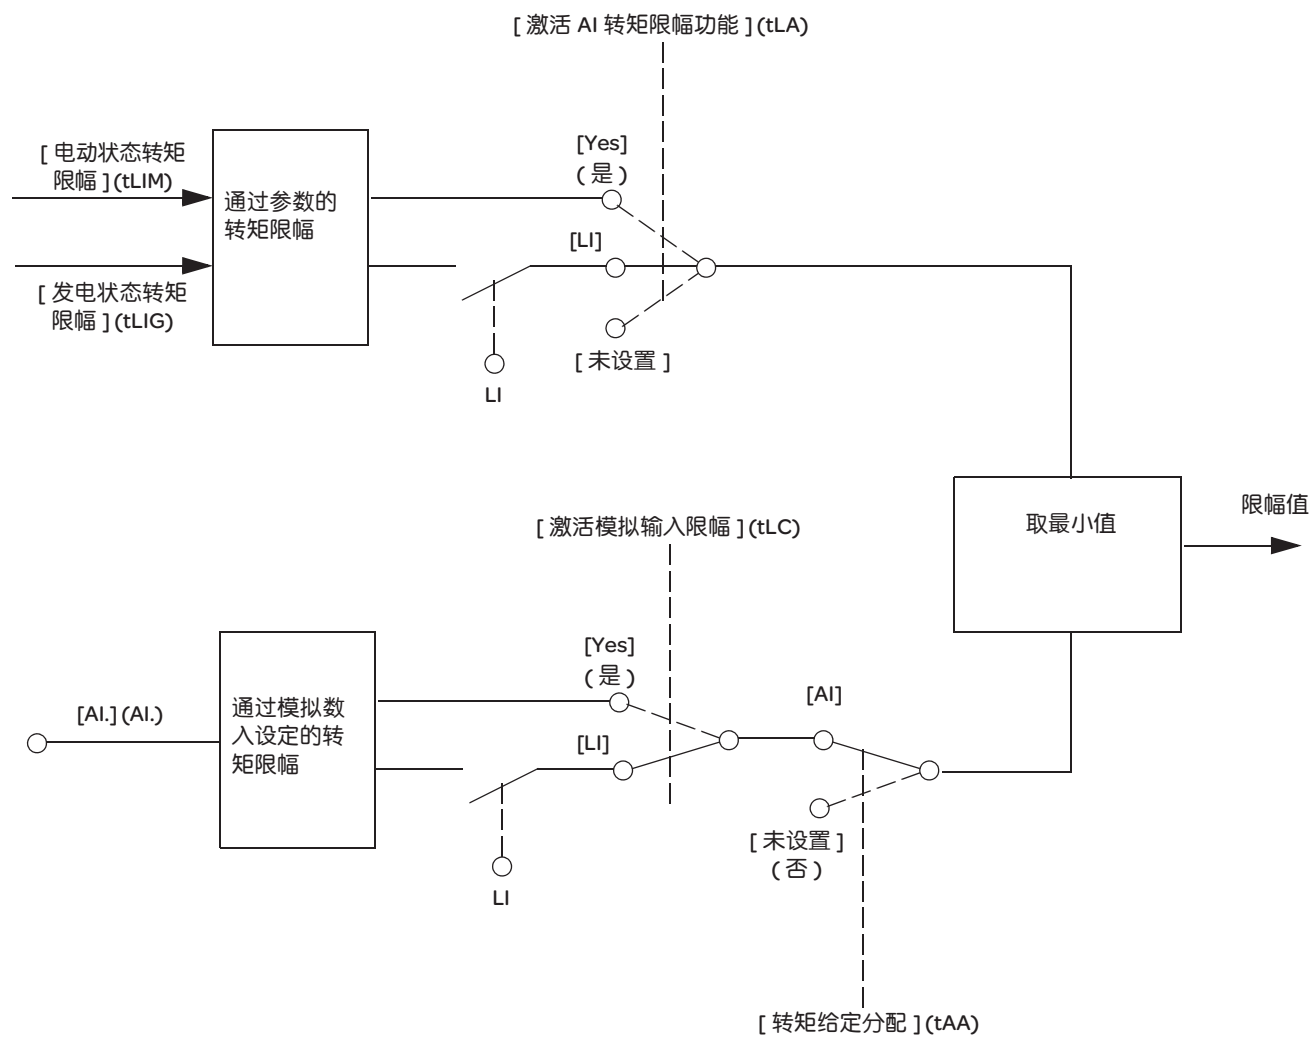 [ 激活 AI 转矩限幅功能 ] (tLA)
[ 电动状态转矩
限幅 ] (tLIM)
通过参数的
转矩限幅
[Yes]
( 是 )
[LI]
[ 发电状态转矩
限幅 ] (tLIG)
[ 未设置 ]
LI
取最小值
限幅值
[ 激活模拟输入限幅 ] (tLC)
[Yes]
( 是 )
[AI.] (AI.)
通过模拟数
入设定的转
矩限幅
[AI]
[LI]
[ 未设置 ]
( 否 )
LI
[ 转矩给定分配 ] (tAA)